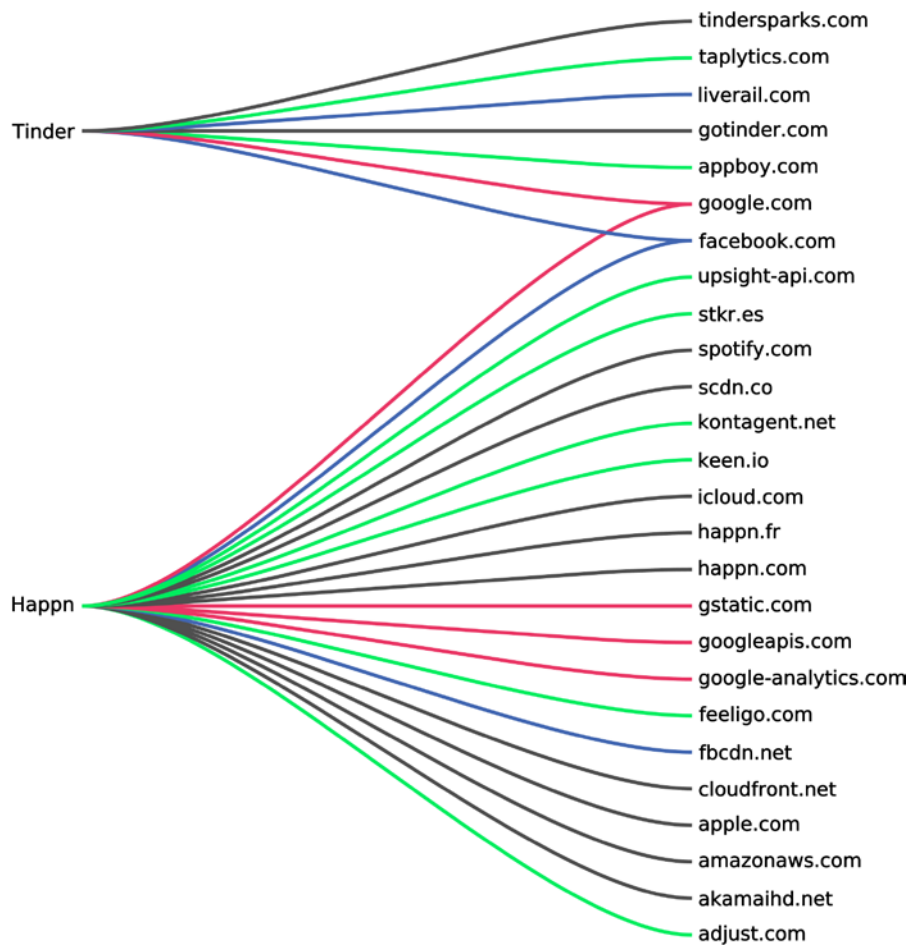 tindersparks.com
taplytics.com
liverail.com
Tinder
gotinder.com
appboy.com
google.com
facebook.com
upsight-api.com
stkr.es
spotify.com
scdn.co
kontagent.net
keen.io
icloud.com
happn.fr
happn.com
Happn
gstatic.com
googleapis.com
google-analytics.com
feeligo.com
fbcdn.net
cloudfront.net
apple.com
amazonaws.com
akamaihd.net
adjust.com